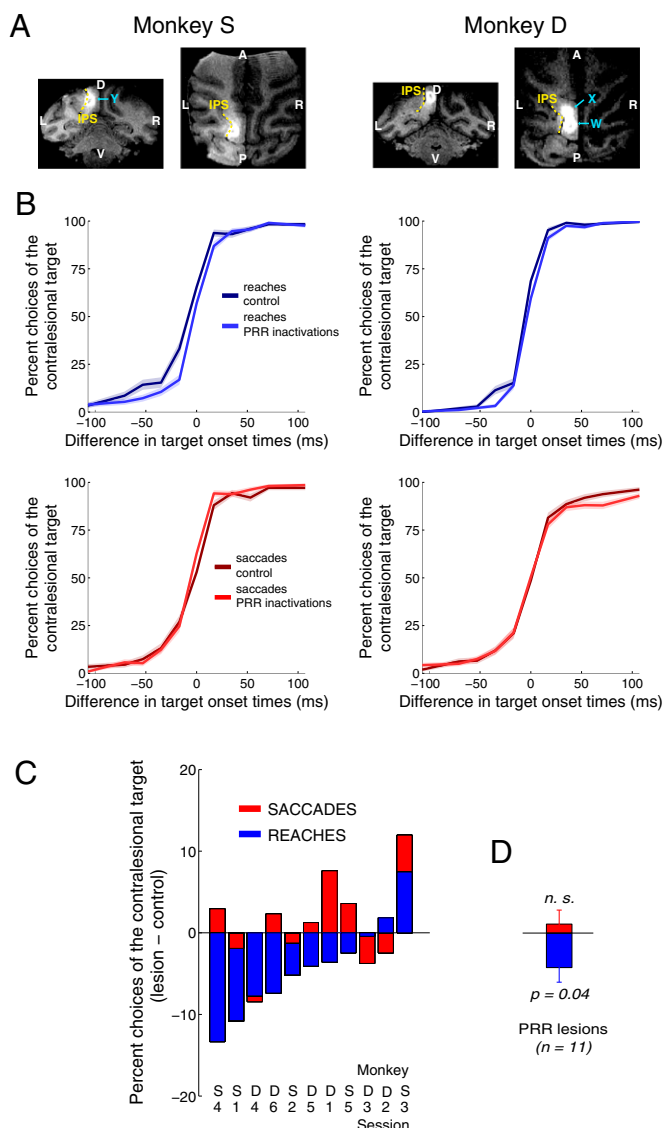 A
Monkey S
Monkey D
D
Y
IPS
L
R
V
A
IPS
L
R
P
IPS
D
L
R
V
A
IPS
X
L
R
W
P
B
Percent choices of the
contralesional target
100
75
50
25
0
reaches
control
reaches
PRR inactivations
−100
−50
0
50
100
Difference in target onset times (ms)
Percent choices of the
contralesional target
100
75
50
25
0
−100
−50
0
50
100
Difference in target onset times (ms)
Percent choices of the
contralesional target
100
75
50
25
0
saccades
control
saccades
PRR inactivations
−100
−50
0
50
100
Difference in target onset times (ms)
Percent choices of the
contralesional target
100
75
50
25
0
−100
−50
0
50
100
Difference in target onset times (ms)
C
Percent choices of the contralesional target
(lesion − control)
20
10
0
−10
−20
SACCADES
REACHES
Monkey
S S D D S D D S D D S
4 1 4 6 2 5 1 5 3 2 3
Session
D
n. s.
p = 0.04
PRR lesions
(n = 11)